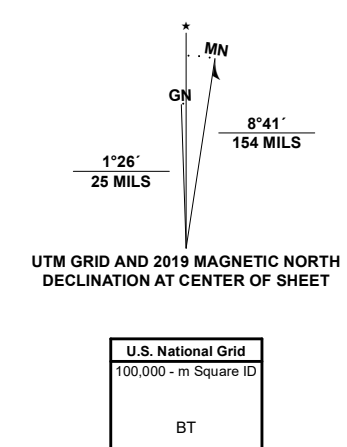 ★
MN
GN
8°41´
154 MILS
1°26´
25 MILS
UTM GRID AND 2019 MAGNETIC NORTH
DECLINATION AT CENTER OF SHEET
U.S. National Grid
100,000 - m Square ID
BT